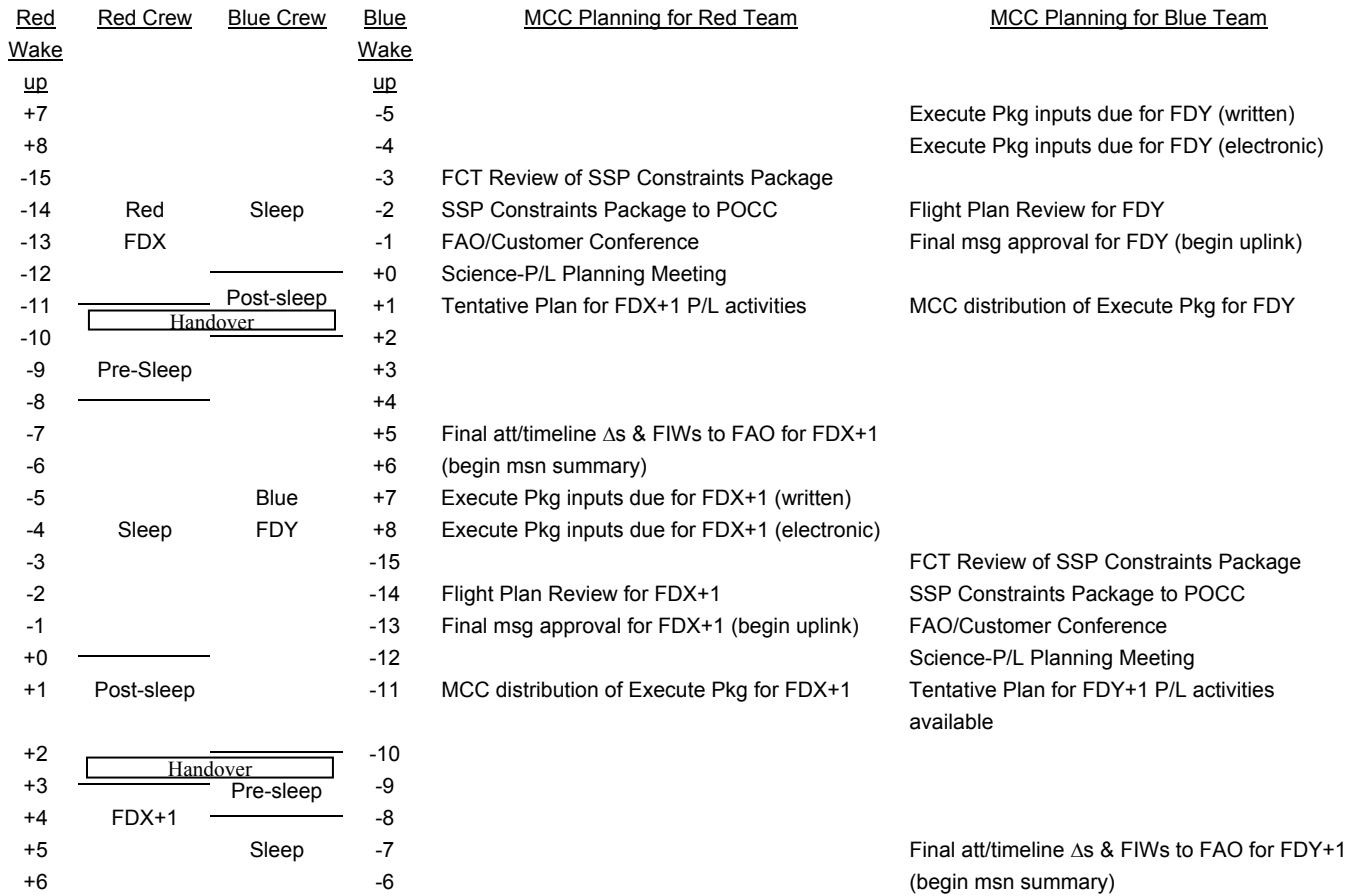 Red Red Crew Blue Crew Blue MCC Planning for Red Team MCC Planning for Blue Team
Wake Wake
up up
+7 -5 Execute Pkg inputs due for FDY (written)
+8 -4 Execute Pkg inputs due for FDY (electronic)
-15 -3 FCT Review of SSP Constraints Package
-14 Red Sleep -2 SSP Constraints Package to POCC Flight Plan Review for FDY
-13 FDX -1 FAO/Customer Conference Final msg approval for FDY (begin uplink)
-12 +0 Science-P/L Planning Meeting
Post-sleep
-11 +1 Tentative Plan for FDX+1 P/L activities MCC distribution of Execute Pkg for FDY
Handover
-10 +2
-9 Pre-Sleep +3
-8 +4
-7 +5 Final att/timeline ∆s & FIWs to FAO for FDX+1
-6 +6 (begin msn summary)
-5 Blue +7 Execute Pkg inputs due for FDX+1 (written)
-4 Sleep FDY +8 Execute Pkg inputs due for FDX+1 (electronic)
-3 -15 FCT Review of SSP Constraints Package
-2 -14 Flight Plan Review for FDX+1 SSP Constraints Package to POCC
-1 -13 Final msg approval for FDX+1 (begin uplink) FAO/Customer Conference
+0 -12 Science-P/L Planning Meeting
+1 Post-sleep -11 MCC distribution of Execute Pkg for FDX+1 Tentative Plan for FDY+1 P/L activities
available
+2 -10
Handover
+3 -9
Pre-sleep
+4 FDX+1 -8
+5 Sleep -7 Final att/timeline ∆s & FIWs to FAO for FDY+1
+6 -6 (begin msn summary)